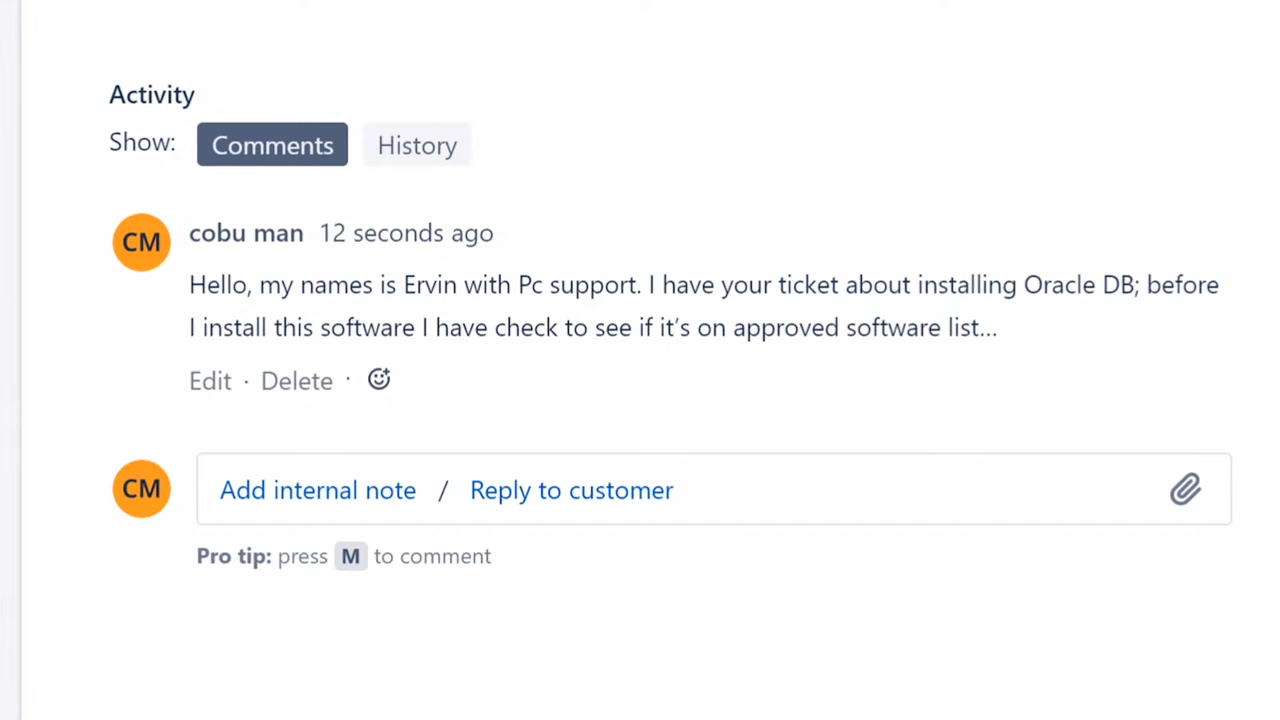 Activity
Show: Comments History
CM cobu man 12 seconds ago
Hello, my names is Ervin with Pc support. I have your ticket about installing Oracle DB; before
I install this software I have check to see if it’s on approved software list...
Edit · Delete ·
CM Add internal note / Reply to customer
Pro tip: press M to comment